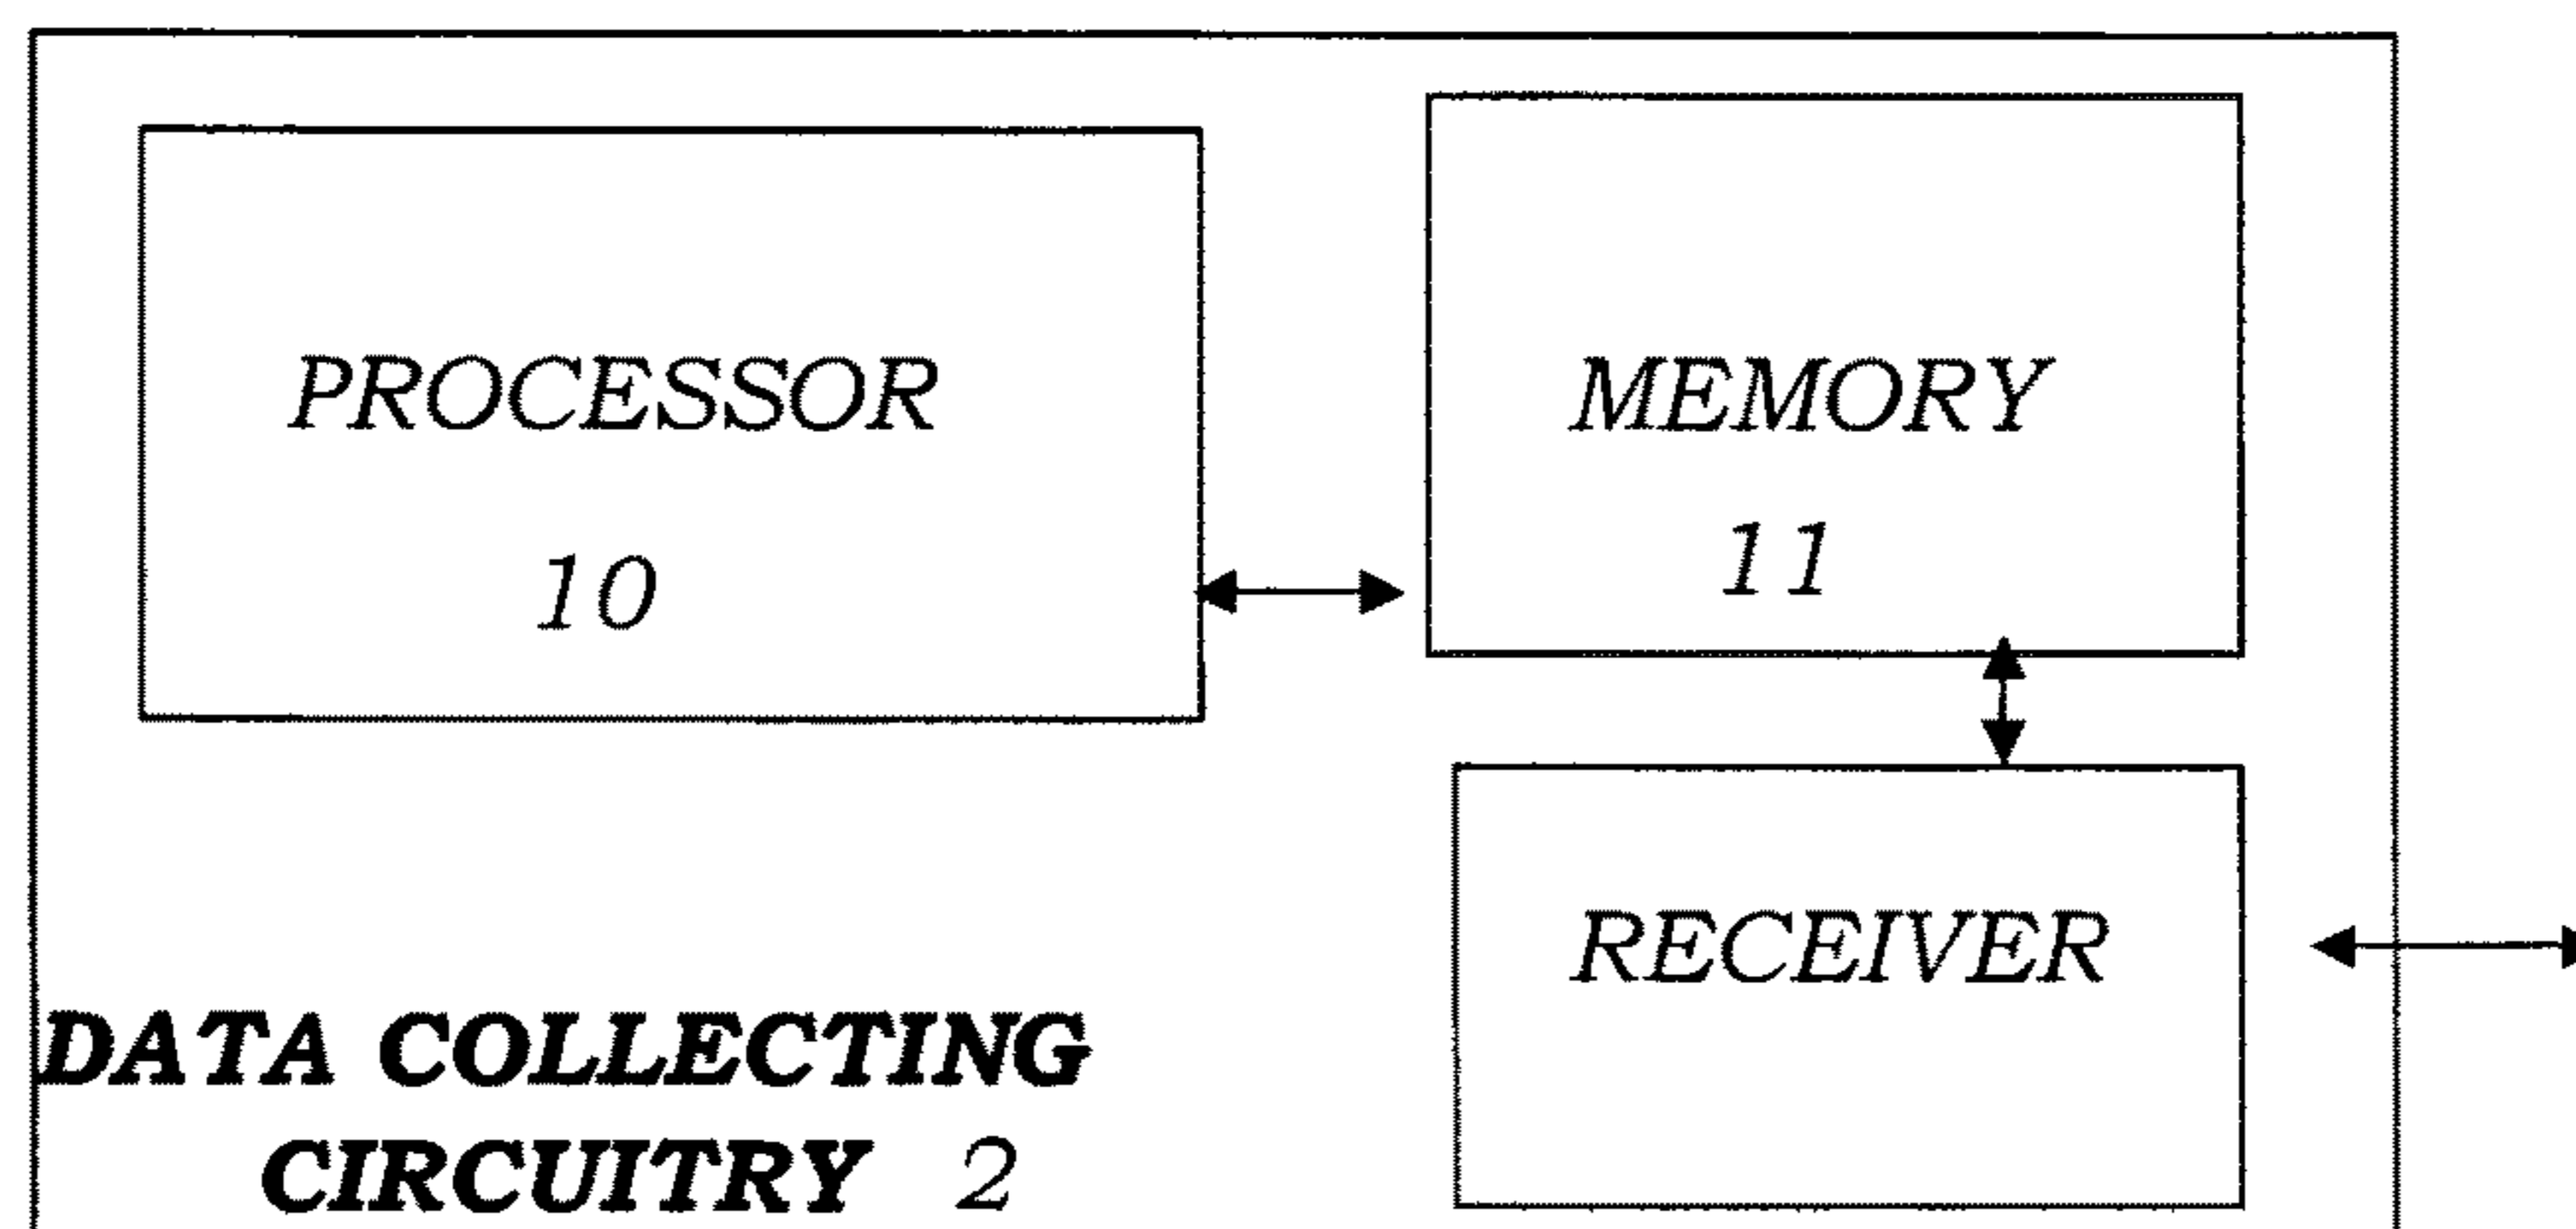 PROCESSOR
10
MEMORY
11
RECEIVER
DATA COLLECTING
CIRCUITRY 2